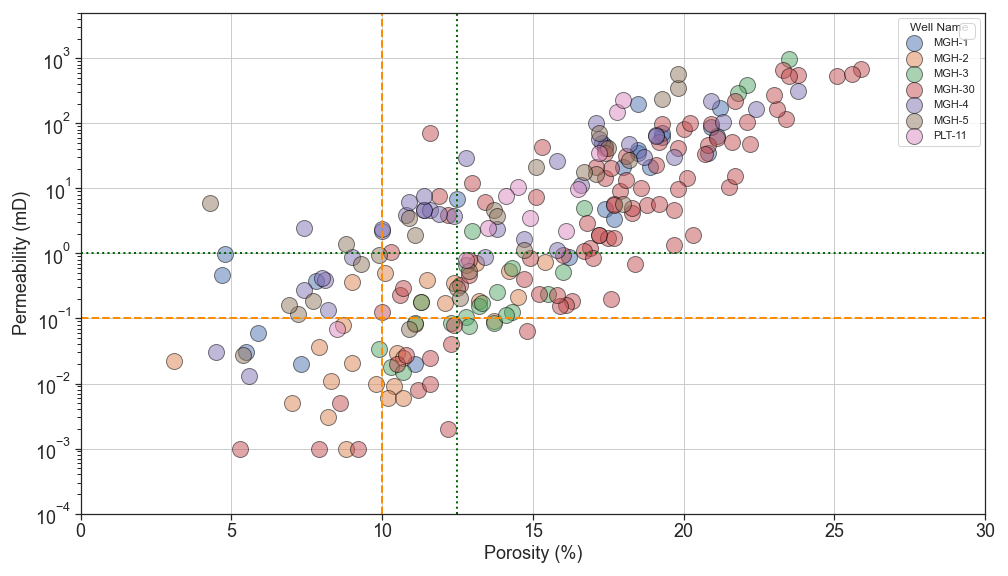 Well Name
MGH-1
MGH-2
MGH-3
MGH-30
MGH-4
MGH-5
PLT-11
10³
10²
10¹
10⁰
10⁻¹
10⁻²
10⁻³
10⁻⁴
Permeability (mD)
0 5 10 15 20 25 30
Porosity (%)